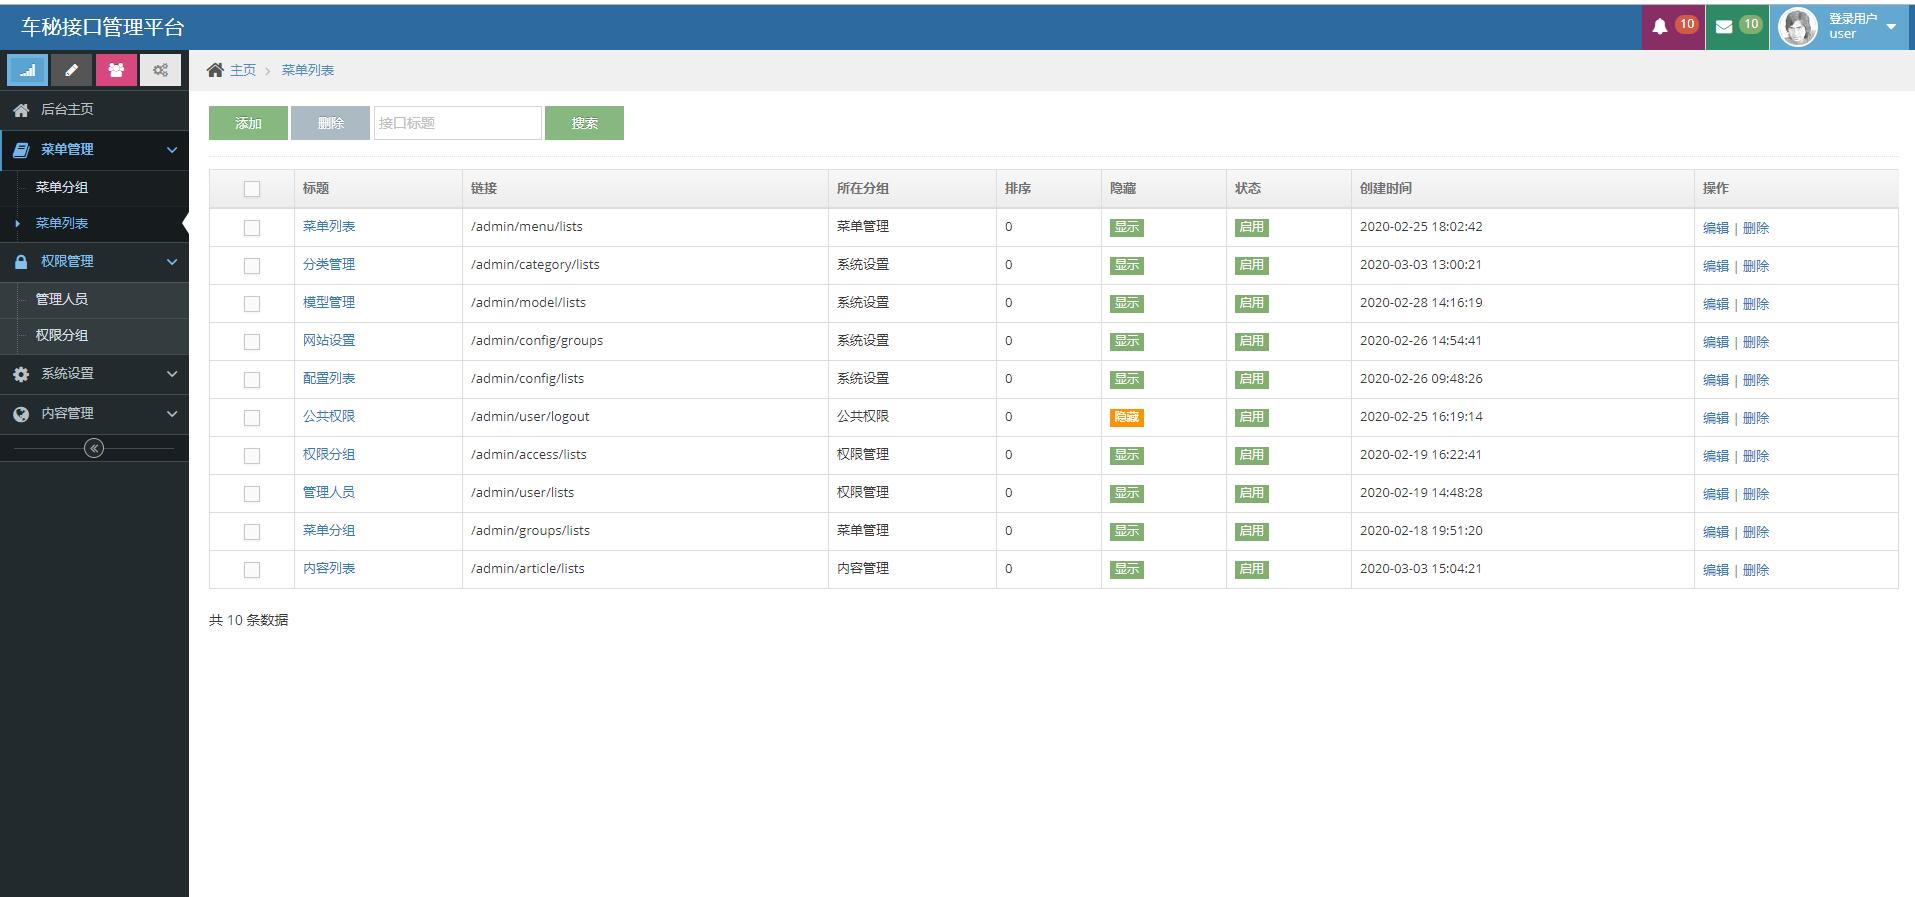 车秘接口管理平台
10
10
登录用户
user
主页
菜单列表
后台主页
菜单管理
菜单分组
菜单列表
权限管理
管理人员
权限分组
系统设置
内容管理
添加 删除 接口标题 搜索
标题 链接 所在分组 排序 隐藏 状态 创建时间 操作
菜单列表 /admin/menu/lists 菜单管理 0 显示 启用 2020-02-25 18:02:42 编辑 | 删除
分类管理 /admin/category/lists 系统设置 0 显示 启用 2020-03-03 13:00:21 编辑 | 删除
模型管理 /admin/model/lists 系统设置 0 显示 启用 2020-02-28 14:16:19 编辑 | 删除
网站设置 /admin/config/groups 系统设置 0 显示 启用 2020-02-26 14:54:41 编辑 | 删除
配置列表 /admin/config/lists 系统设置 0 显示 启用 2020-02-26 09:48:26 编辑 | 删除
公共权限 /admin/user/logout 公共权限 0 隐藏 启用 2020-02-25 16:19:14 编辑 | 删除
权限分组 /admin/access/lists 权限管理 0 显示 启用 2020-02-19 16:22:41 编辑 | 删除
管理人员 /admin/user/lists 权限管理 0 显示 启用 2020-02-19 14:48:28 编辑 | 删除
菜单分组 /admin/groups/lists 菜单管理 0 显示 启用 2020-02-18 19:51:20 编辑 | 删除
内容列表 /admin/article/lists 内容管理 0 显示 启用 2020-03-03 15:04:21 编辑 | 删除
共 10 条数据